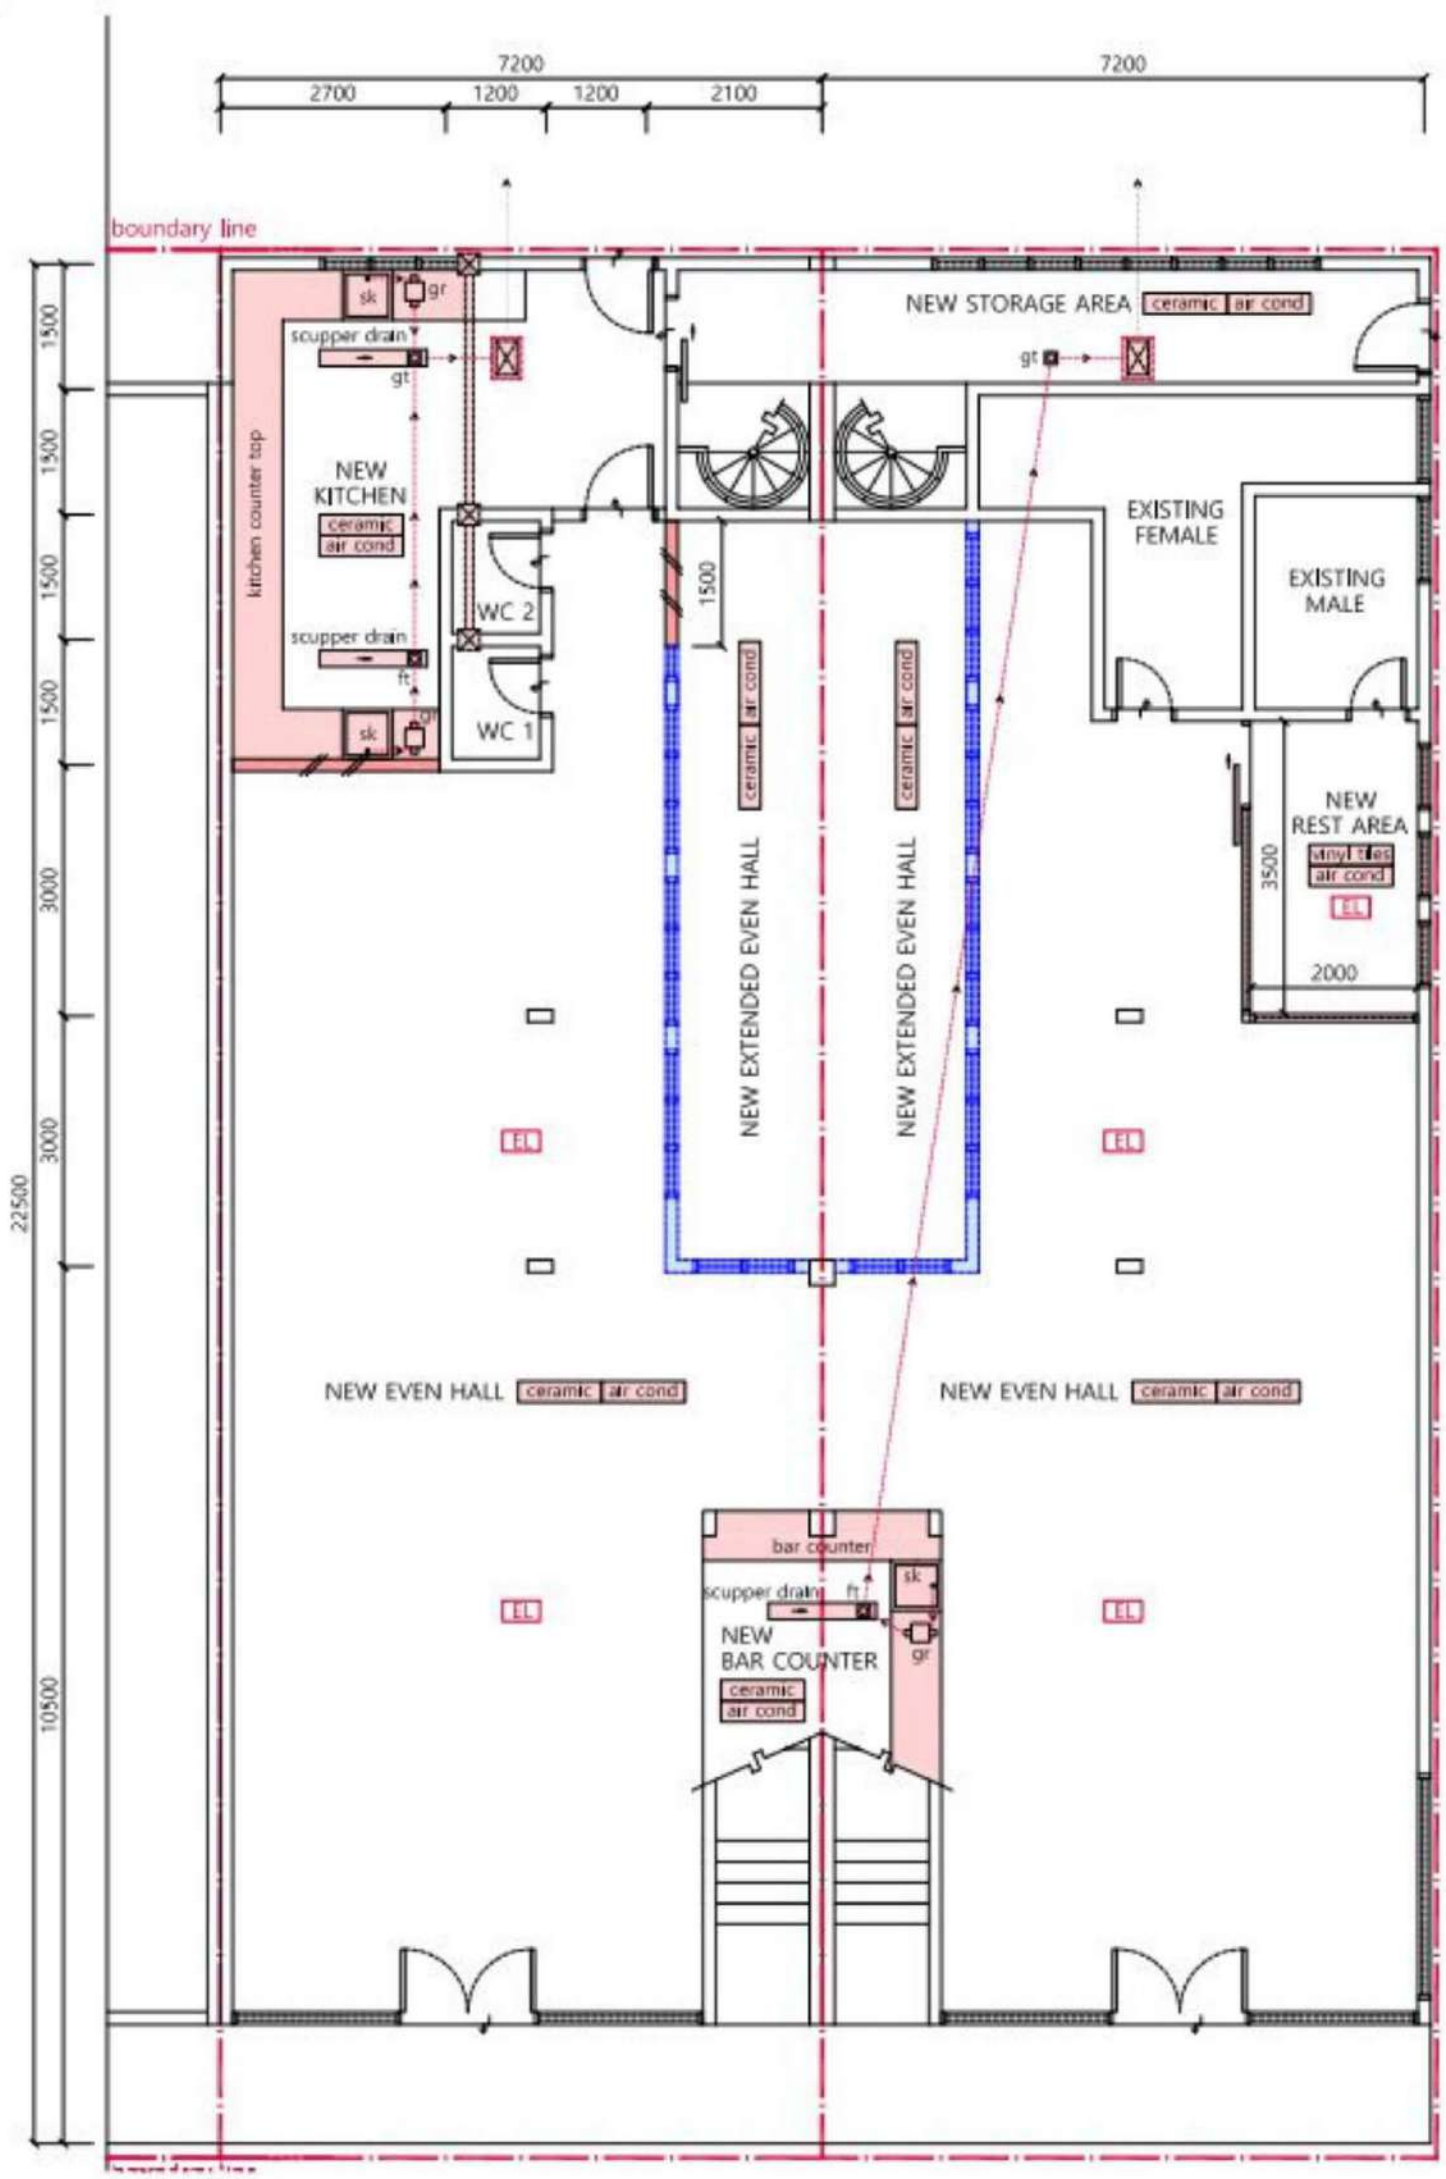 7200
7200
2700
1200
1200
2100
boundary line
sk
gr
NEW STORAGE AREA
ceramic
air cond
scupper drain
gt
gt
1500
1500
1500
1500
3000
3000
22500
10500
kitchen counter top
NEW
KITCHEN
ceramic
air cond
EXISTING
FEMALE
EXISTING
MALE
1500
WC 2
scupper drain
ft
gr
sk
WC 1
ceramic
air cond
NEW EXTENDED EVEN HALL
ceramic
air cond
NEW EXTENDED EVEN HALL
NEW
REST AREA
vinyl tiles
air cond
EL
3500
2000
EL
EL
NEW EVEN HALL
ceramic
air cond
NEW EVEN HALL
ceramic
air cond
bar counter
scupper drain
ft
sk
EL
EL
NEW
BAR COUNTER
gr
ceramic
air cond